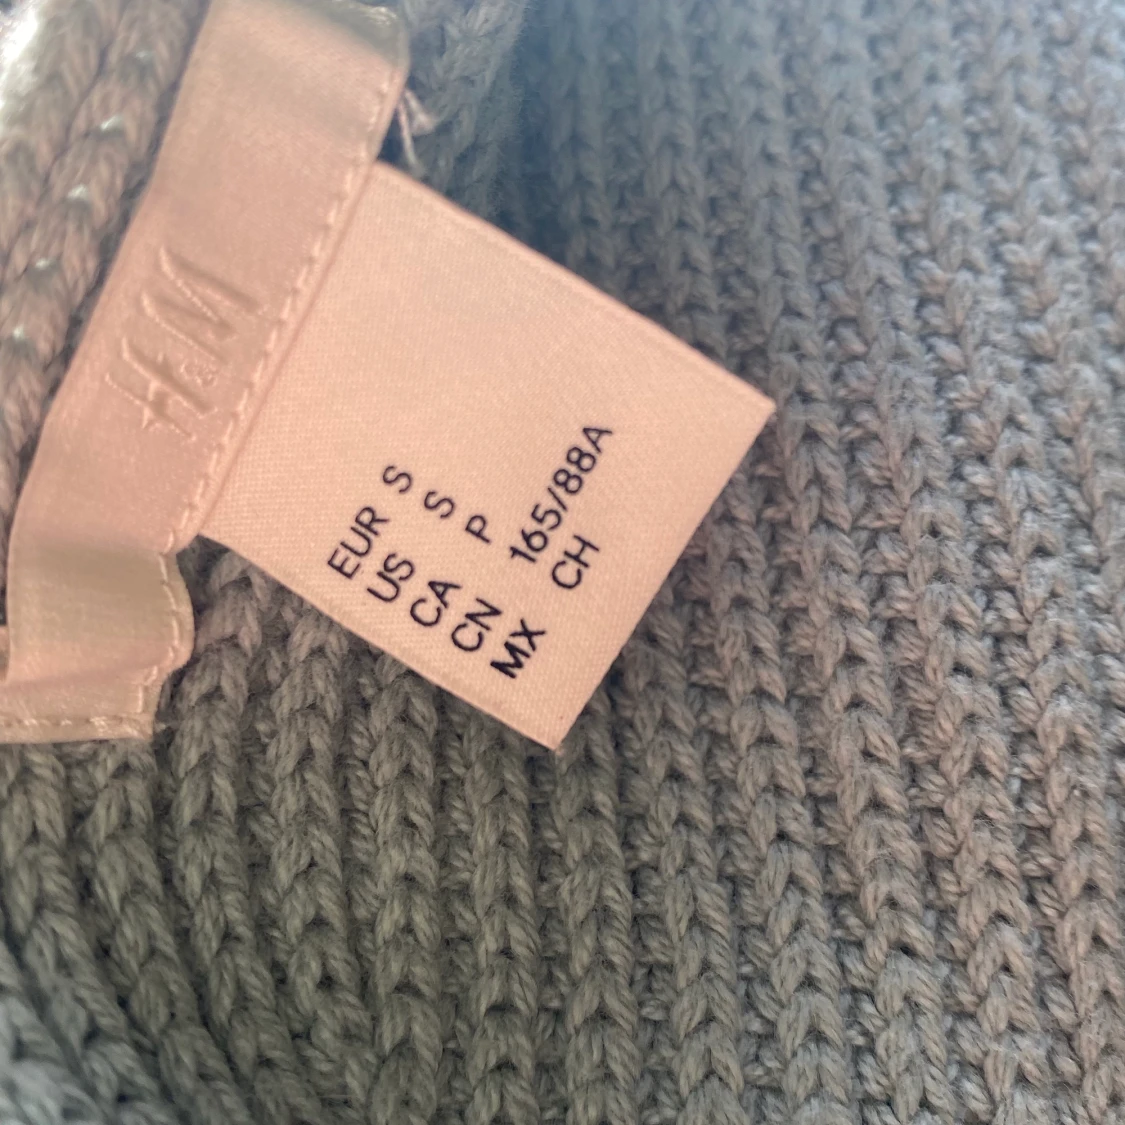 H&M
EUR S
US S
CA P
CN 165/88A
MX CH